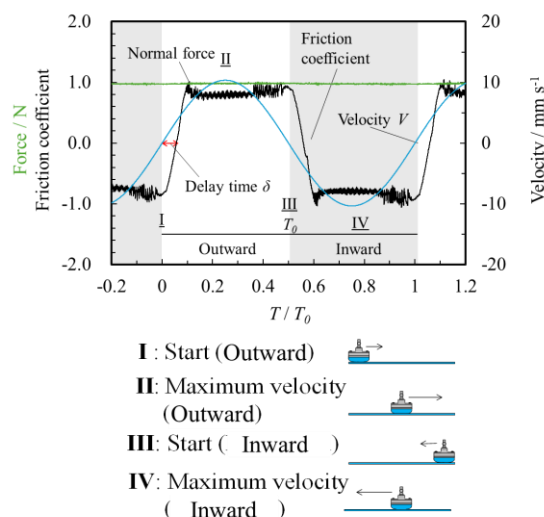 2.0
20
Normal force
II
Friction
coefficient
1.0
10
Force / N
Friction coefficient
0.0
0
Velocity V
Velocity / mm s-1
Delay time δ
-1.0
-10
I
III
IV
T0
Outward
Inward
-2.0
-20
-0.2 0 0.2 0.4 0.6 0.8 1 1.2
T / T0
I : Start (Outward)
II: Maximum velocity
(Outward)
III: Start ( Inward )
IV: Maximum velocity
( Inward )